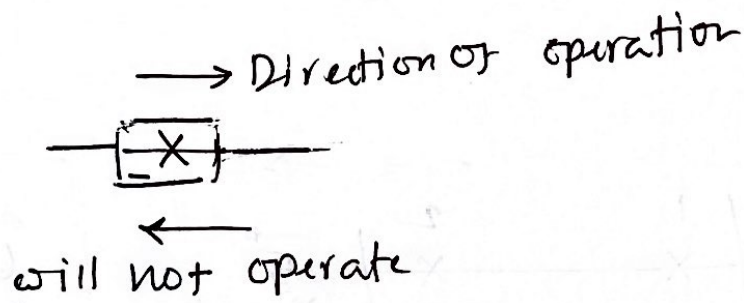 Direction of operation
X
will not operate